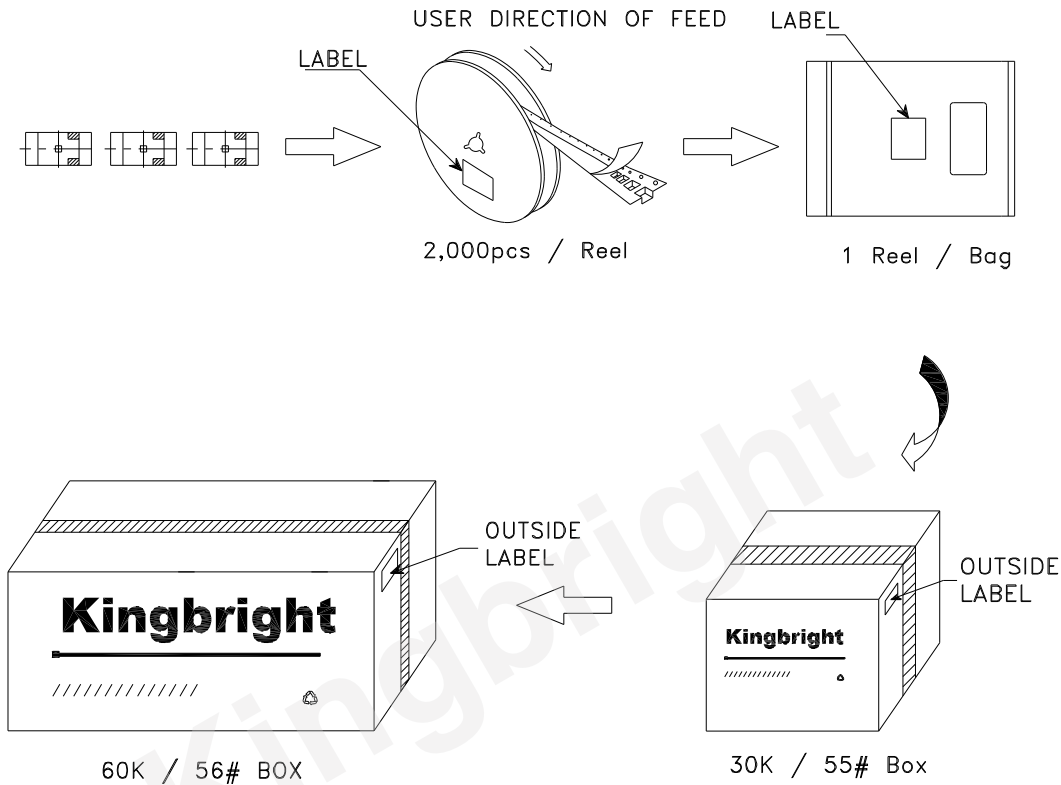 USER DIRECTION OF FEED
LABEL
LABEL
2,000pcs / Reel
1 Reel / Bag
OUTSIDE
LABEL
Kingbright
60K / 56# BOX
OUTSIDE
LABEL
Kingbright
30K / 55# Box
Kingbright